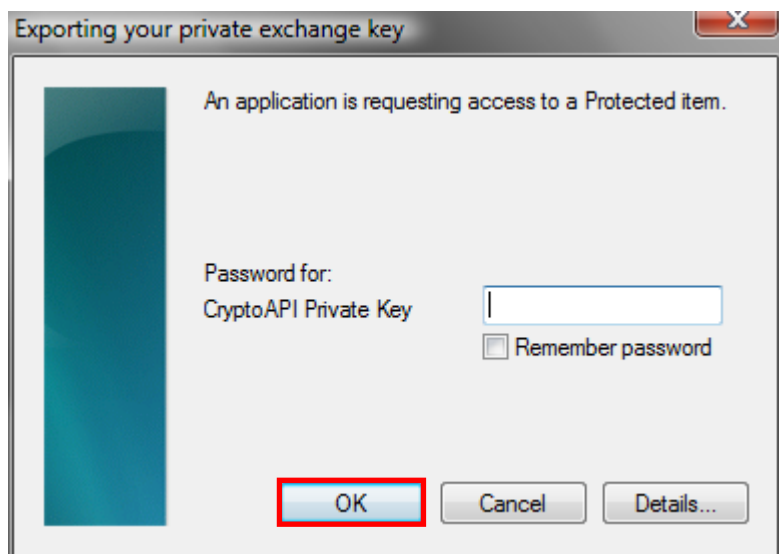 Exporting your private exchange key
An application is requesting access to a Protected item.
Password for:
CryptoAPI Private Key
Remember password
OK Cancel Details...